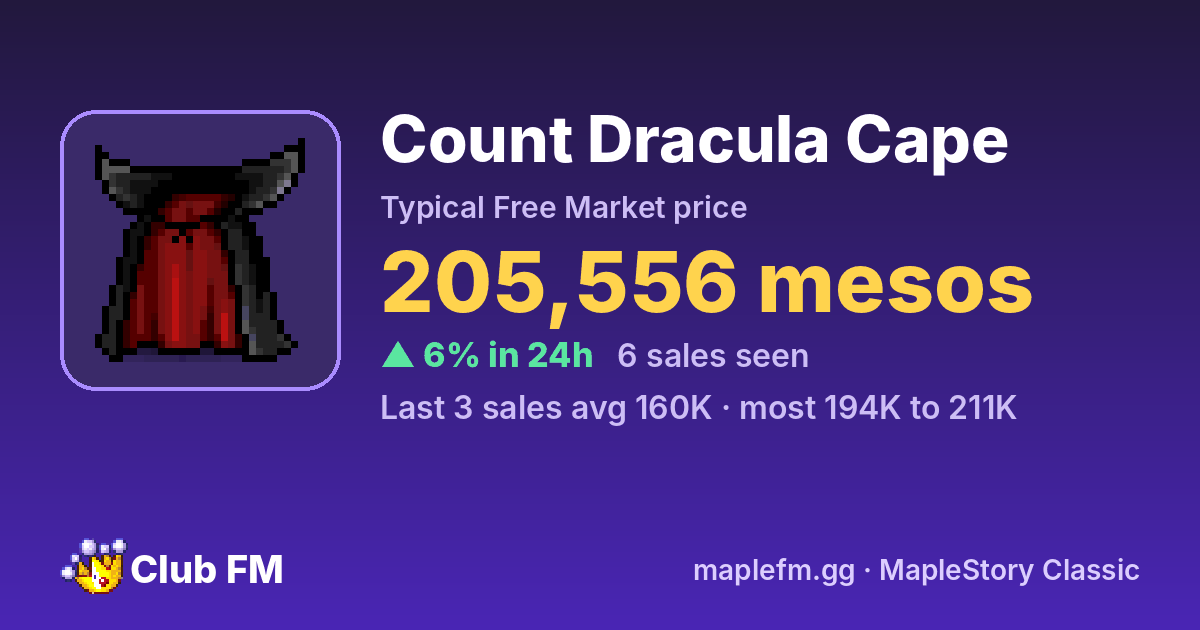 Count Dracula Cape
Typical Free Market price
205,556 mesos
▲ 6% in 24h 6 sales seen
Last 3 sales avg 160K · most 194K to 211K
Club FM
maplefm.gg · MapleStory Classic